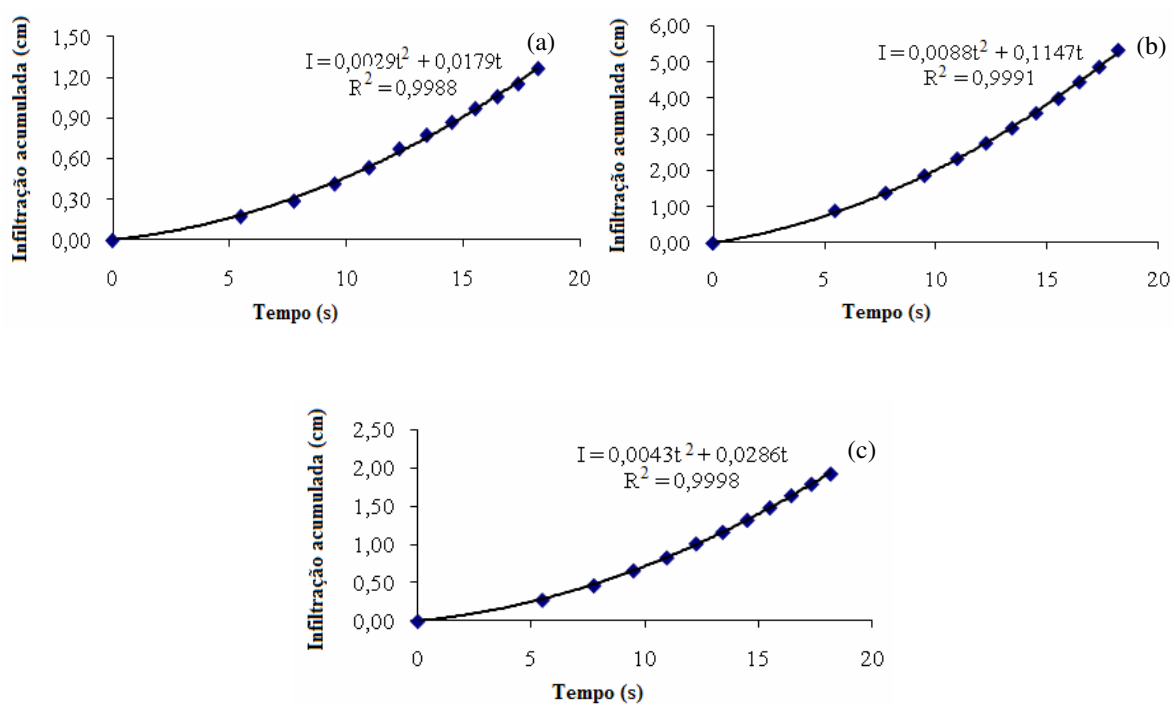 (a)
I = 0,0029t² + 0,0179t
R² = 0,9988
Infiltração acumulada (cm)
1,50
1,20
0,90
0,60
0,30
0,00
0 5 10 15 20
Tempo (s)
(b)
I = 0,0088t² + 0,1147t
R² = 0,9991
Infiltração acumulada (cm)
6,00
5,00
4,00
3,00
2,00
1,00
0,00
0 5 10 15 20
Tempo (s)
(c)
I = 0,0043t² + 0,0286t
R² = 0,9998
Infiltração acumulada (cm)
2,50
2,00
1,50
1,00
0,50
0,00
0 5 10 15 20
Tempo (s)